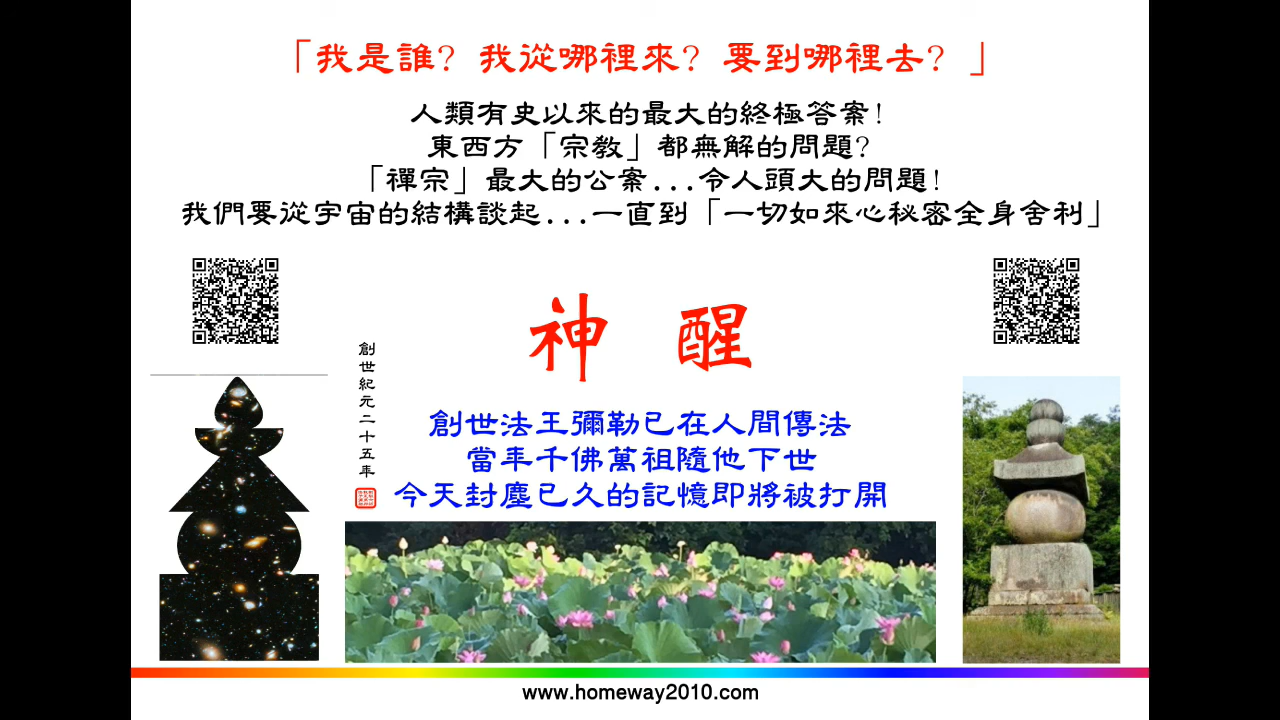 「我是誰? 我從哪裡來? 要到哪裡去? 」
人類有史以來的最大的終極答案!
東西方「宗教」都無解的問題?
「禪宗」最大的公案...令人頭大的問題!
我們要從宇宙的結構談起...一直到「一切如來心秘密全身舍利」
神 醒
創世紀元二十五年
創世法王彌勒已在人間傳法
當年千佛萬祖隨他下世
今天封塵已久的記憶即將被打開
www.homeway2010.com